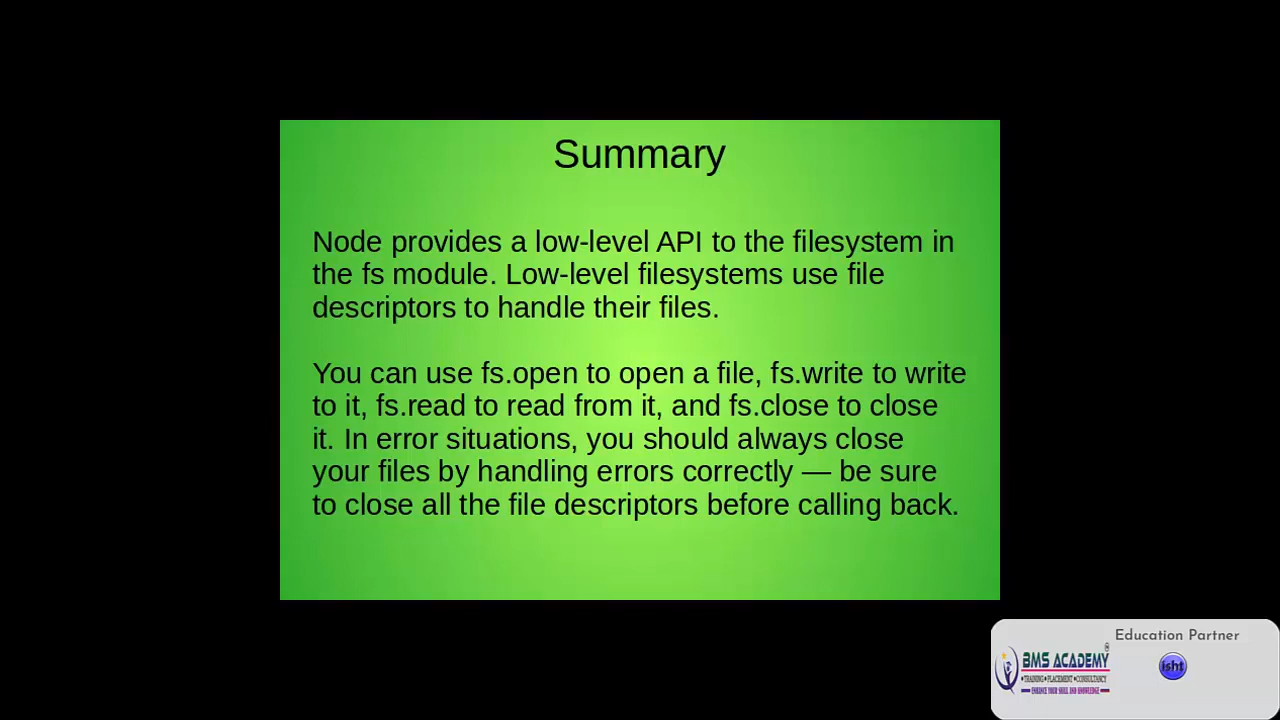 Summary
Node provides a low-level API to the filesystem in
the fs module. Low-level filesystems use file
descriptors to handle their files.
You can use fs.open to open a file, fs.write to write
to it, fs.read to read from it, and fs.close to close
it. In error situations, you should always close
your files by handling errors correctly — be sure
to close all the file descriptors before calling back.
Education Partner
BMS ACADEMY
®
•TRAINING•PLACEMENT•CONSULTANCY
ENHANCE YOUR SKILL AND KNOWLEDGE
isht